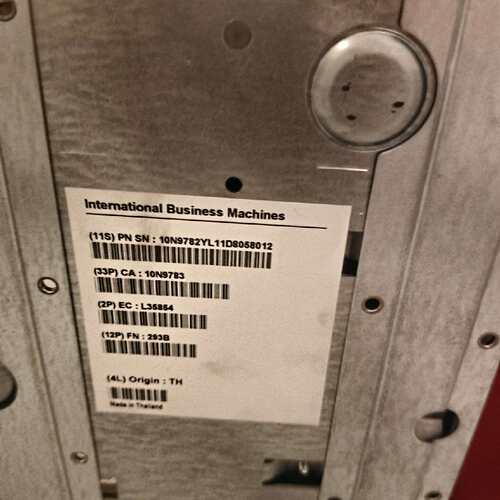 International Business Machines
(11S) PN SN : 10N9782YL11D8058012
(33P) CA : 10N9783
(2P) EC : L35854
(12P) FN : 293B
(4L) Origin : TH
Made in Thailand